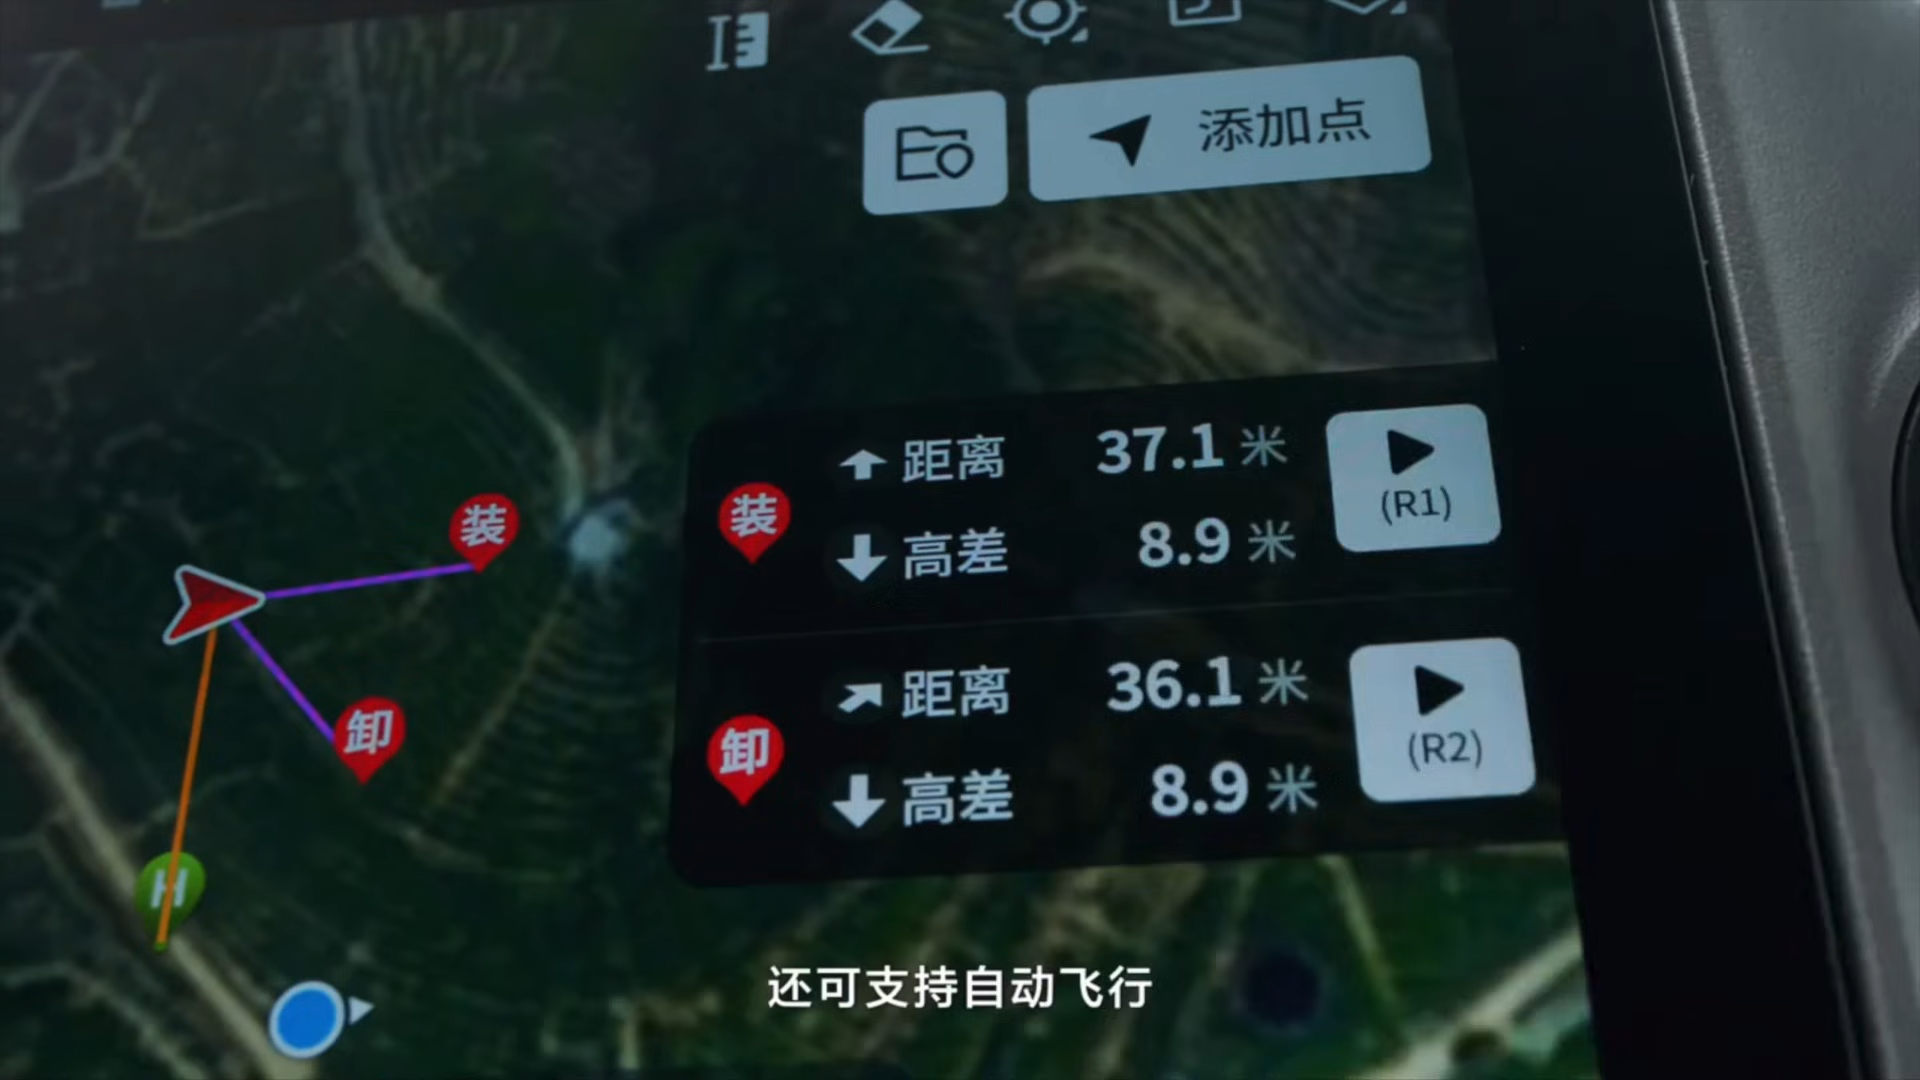 添加点
装
距离 37.1 米
(R1)
高差 8.9 米
装
卸
距离 36.1 米
(R2)
高差 8.9 米
卸
H
还可支持自动飞行